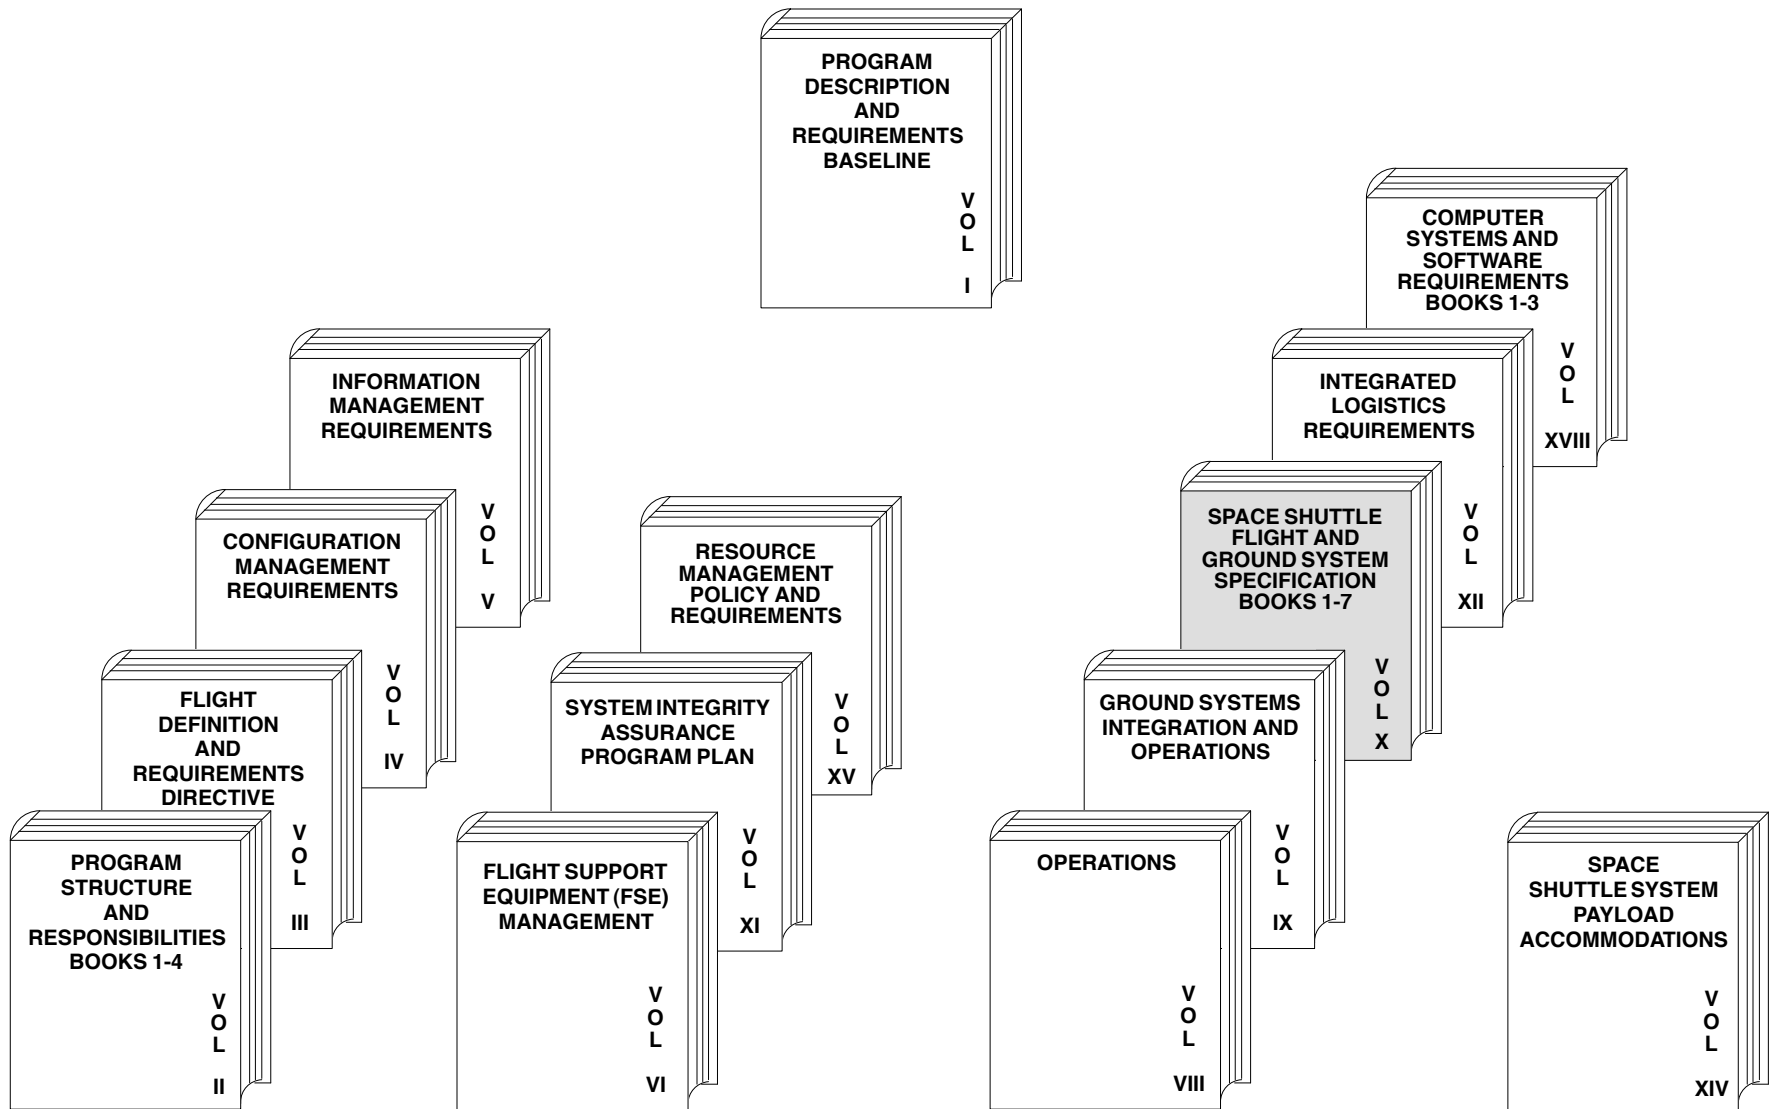 PROGRAM
DESCRIPTION
AND
REQUIREMENTS
BASELINE
V
O
L
I
COMPUTER
SYSTEMS AND
SOFTWARE
REQUIREMENTS
BOOKS 1-3
V
O
L
XVIII
INFORMATION
MANAGEMENT
REQUIREMENTS
V
O
L
V
INTEGRATED
LOGISTICS
REQUIREMENTS
V
O
L
XII
CONFIGURATION
MANAGEMENT
REQUIREMENTS
V
O
L
IV
RESOURCE
MANAGEMENT
POLICY AND
REQUIREMENTS
V
O
L
XV
SPACE SHUTTLE
FLIGHT AND
GROUND SYSTEM
SPECIFICATION
BOOKS 1-7
V
O
L
X
FLIGHT
DEFINITION
AND
REQUIREMENTS
DIRECTIVE
V
O
L
III
SYSTEM INTEGRITY
ASSURANCE
PROGRAM PLAN
V
O
L
XI
GROUND SYSTEMS
INTEGRATION AND
OPERATIONS
V
O
L
IX
PROGRAM
STRUCTURE
AND
RESPONSIBILITIES
BOOKS 1-4
V
O
L
II
FLIGHT SUPPORT
EQUIPMENT (FSE)
MANAGEMENT
V
O
L
VI
OPERATIONS
V
O
L
VIII
SPACE
SHUTTLE SYSTEM
PAYLOAD
ACCOMMODATIONS
V
O
L
XIV